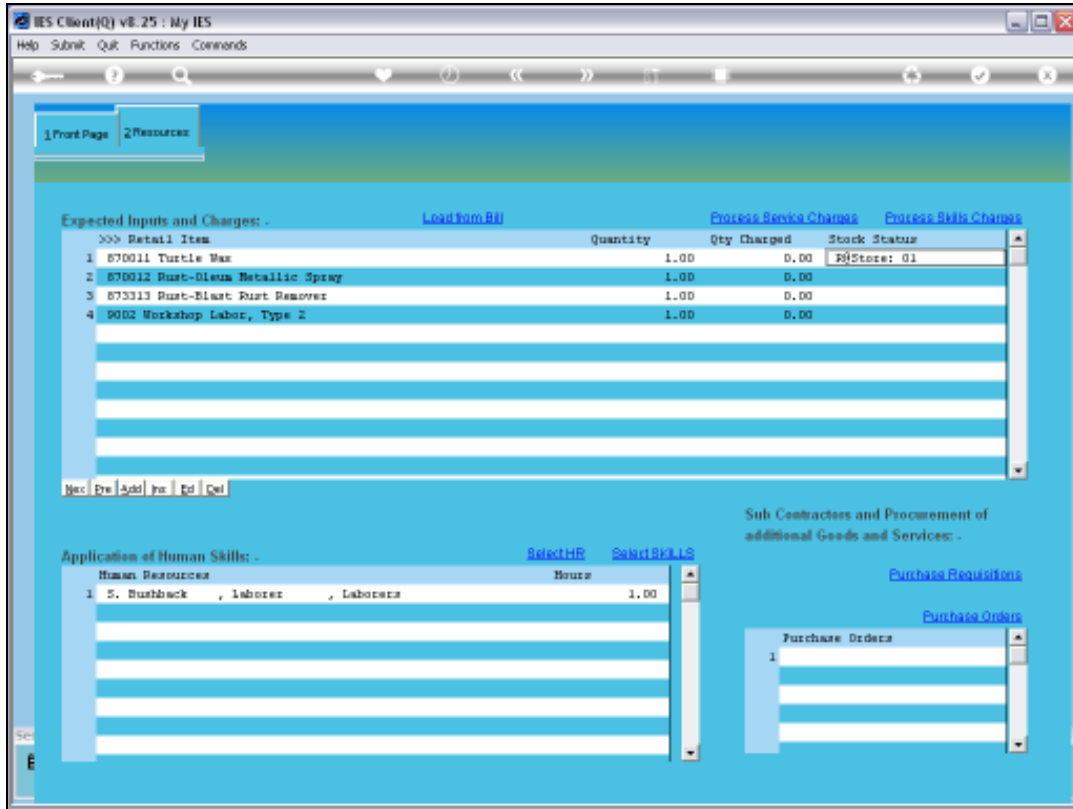 IES Client(Q) v8.25 : My IES
Help Submit Quit Functions Commands
1 Front Page 2 Resources
Expected Inputs and Charges: - Load from Bill Process Service Charges Process Skills Charges
>>> Retail Item Quantity Qty Charged Stock Status
1 870011 Turtle Wax 1.00 0.00 R@Store: 01
2 870012 Rust-Oleum Metallic Spray 1.00 0.00
3 873313 Rust-Blast Rust Remover 1.00 0.00
4 9002 Workshop Labor, Type 2 1.00 0.00
Nex Pre Add Ins Ed Del
Sub Contractors and Procurement of
additional Goods and Services: -
Application of Human Skills: - Select HR Select SKILLS
Human Resources Hours
Purchase Requisitions
1 S. Bushback , laborer , Laborers 1.00
Purchase Orders
Purchase Orders
1